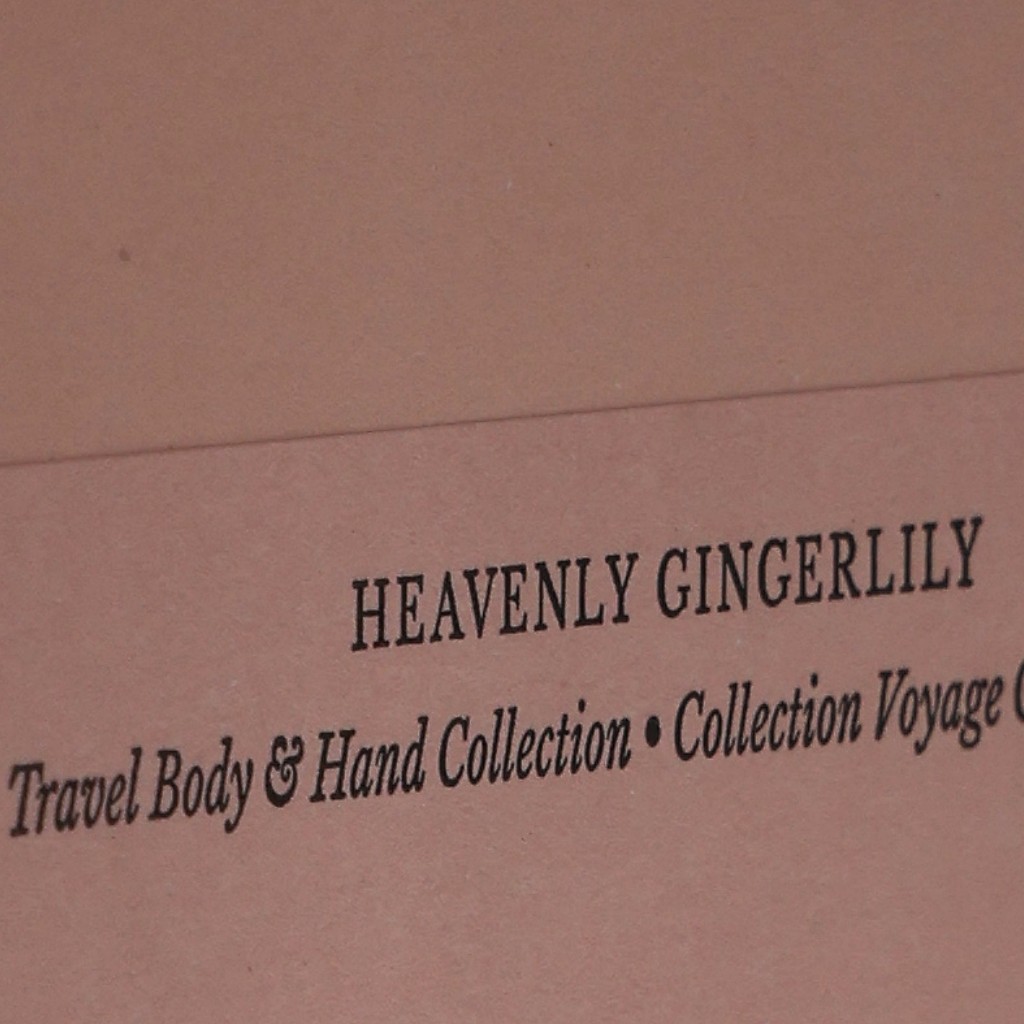 HEAVENLY GINGERLILY
Travel Body & Hand Collection • Collection Voyage